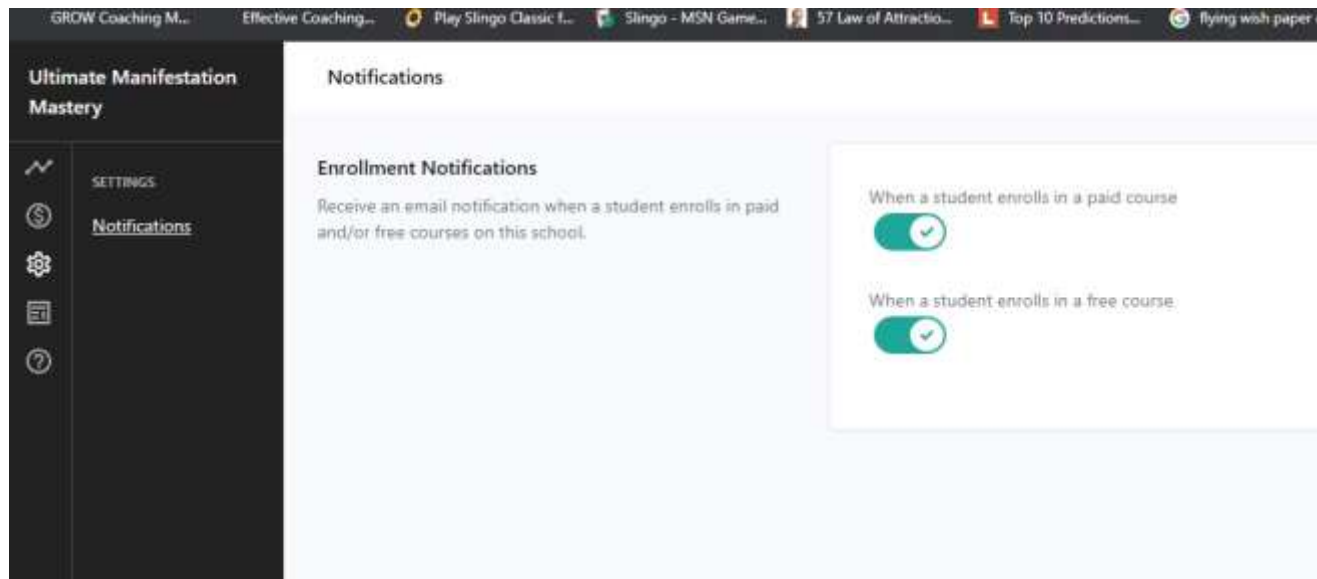 GROW Coaching M...
Effective Coaching...
Play Slingo Classic f...
Slingo - MSN Game...
57 Law of Attractio...
Top 10 Predictions...
flying wish paper
Ultimate Manifestation
Mastery
Notifications
SETTINGS
Notifications
Enrollment Notifications
Receive an email notification when a student enrolls in paid
and/or free courses on this school.
When a student enrolls in a paid course
When a student enrolls in a free course